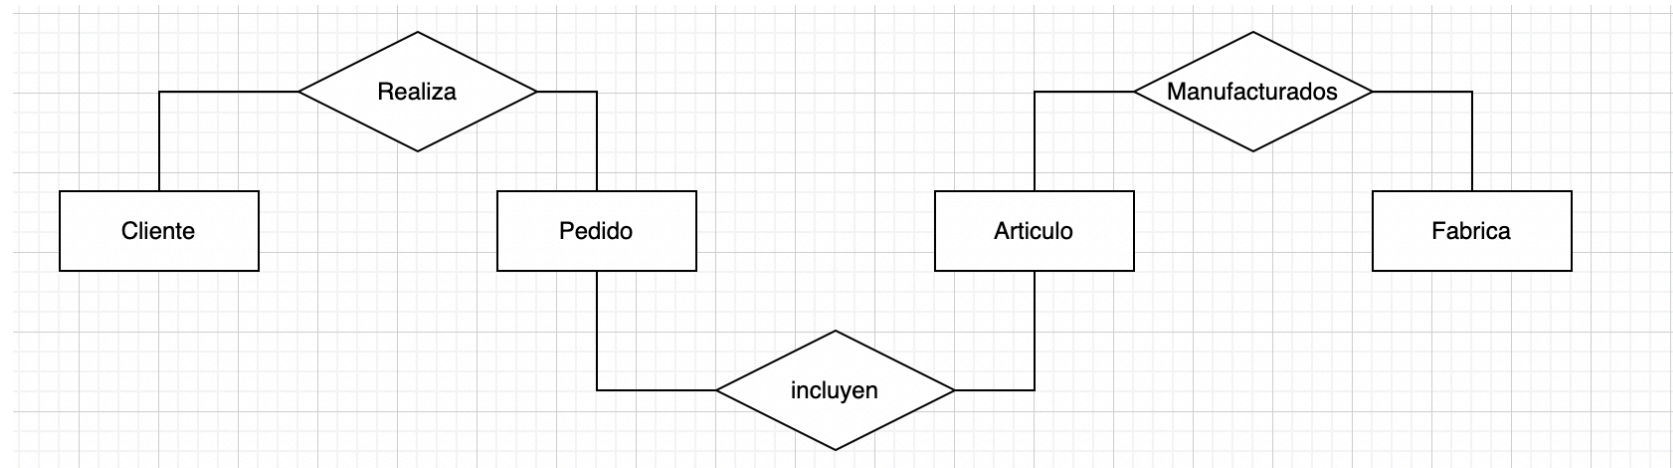 Realiza
Manufacturados
Cliente
Pedido
Articulo
Fabrica
incluyen